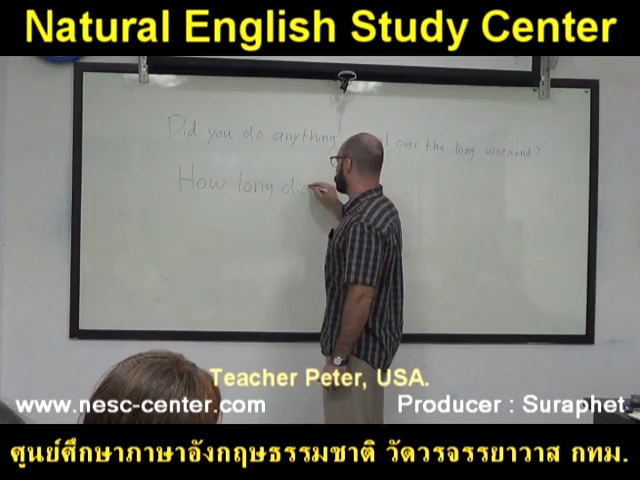 Natural English Study Center
Did you do anything over the long weekend?
How long
Teacher Peter, USA.
www.nesc-center.com Producer : Suraphet
ศูนย์ศึกษาภาษาอังกฤษธรรมชาติ วัดวรจรรยาวาส กทม.